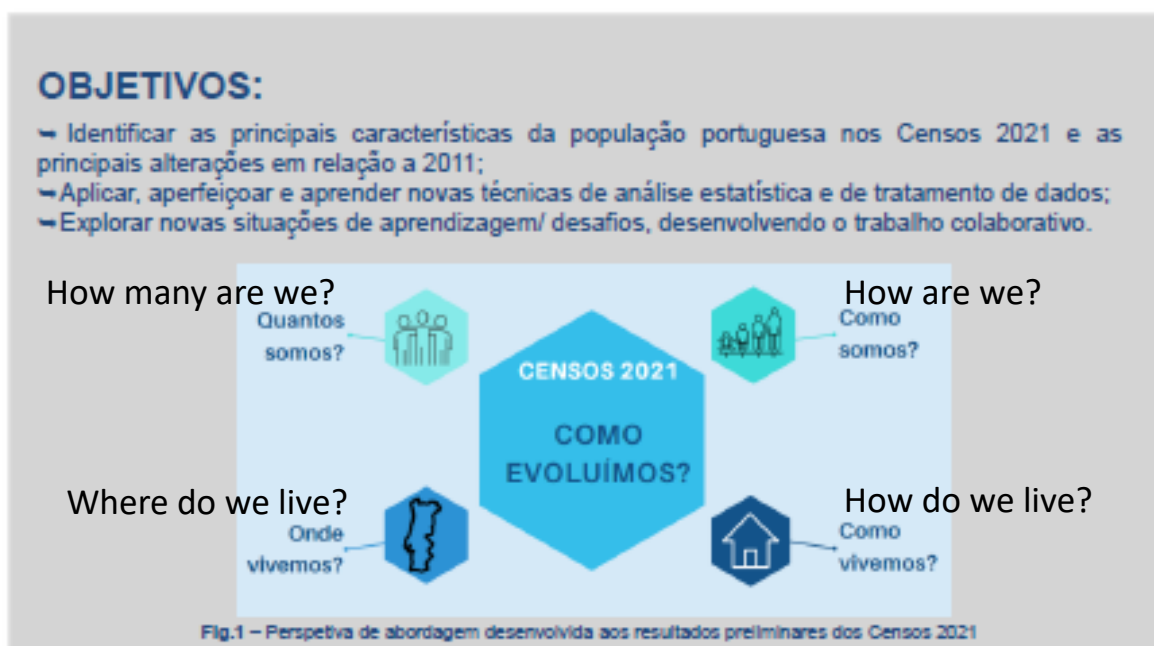 OBJETIVOS:
➥ Identificar as principais características da população portuguesa nos Censos 2021 e as
principais alterações em relação a 2011;
➥ Aplicar, aperfeiçoar e aprender novas técnicas de análise estatística e de tratamento de dados;
➥ Explorar novas situações de aprendizagem/ desafios, desenvolvendo o trabalho colaborativo.
How many are we?
Quantos
somos?
How are we?
Como
somos?
CENSOS 2021
COMO
EVOLUÍMOS?
Where do we live?
Onde
vivemos?
How do we live?
Como
vivemos?
Fig.1 – Perspetiva de abordagem desenvolvida aos resultados preliminares dos Censos 2021